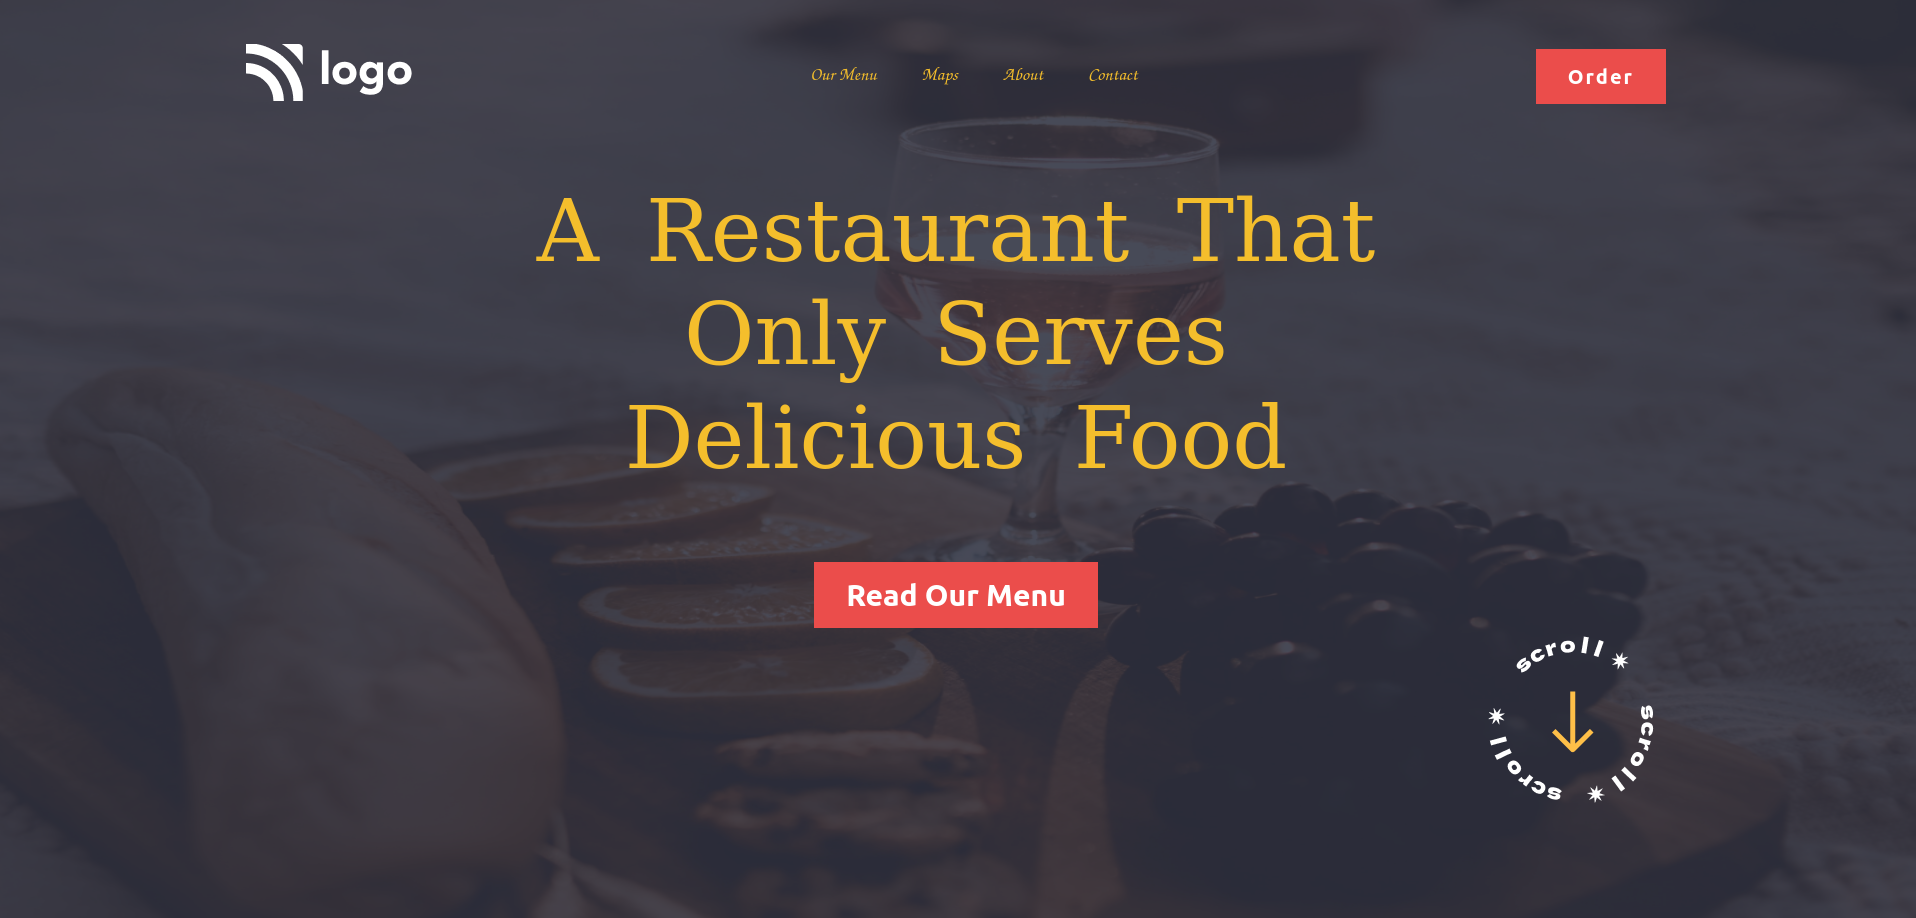 logo
Our Menu
Maps
About
Contact
Order
A Restaurant That
Only Serves
Delicious Food
Read Our Menu
scroll
scroll
scroll